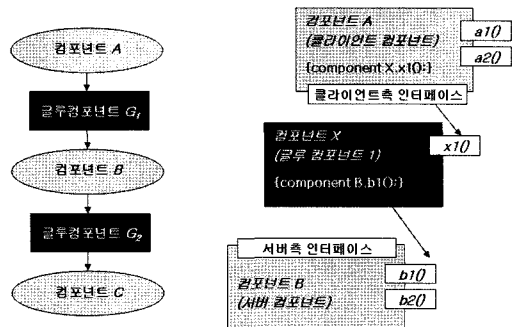 컴포넌트 A
글루컴포넌트 G1
컴포넌트 B
글루컴포넌트 G2
컴포넌트 C
컴포넌트 A
(클라이언트 컴포넌트)
{component X.x1():}
a1()
a2()
클라이언트측 인터페이스
컴포넌트 X
(글루 컴포넌트 1)
{component B.b1():}
x1()
서버측 인터페이스
컴포넌트 B
(서버 컴포넌트)
b1()
b2()